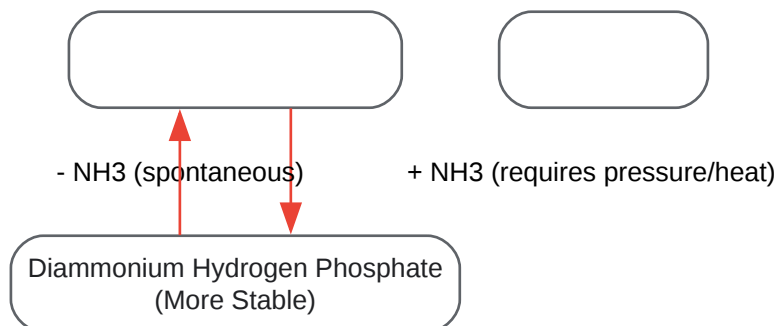 - NH3 (spontaneous)
+ NH3 (requires pressure/heat)
Diammonium Hydrogen Phosphate
(More Stable)